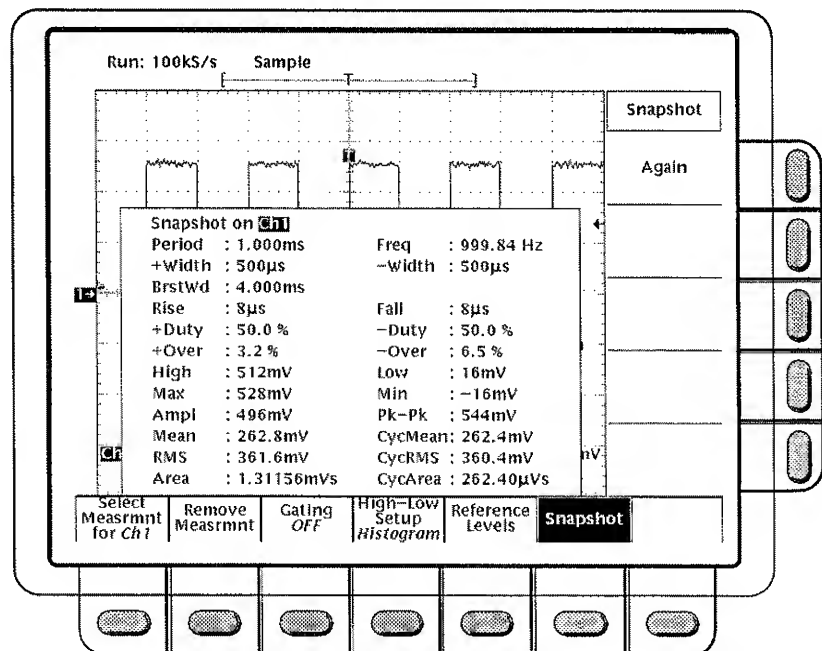 Run: 100kS/s Sample
T
Snapshot
T
Again
Snapshot on Ch1
Period : 1.000ms Freq : 999.84 Hz
+Width : 500µs −Width : 500µs
BrstWd : 4.000ms
1→
Rise : 8µs Fall : 8µs
+Duty : 50.0 % −Duty : 50.0 %
+Over : 3.2 % −Over : 6.5 %
High : 512mV Low : 16mV
Max : 528mV Min : −16mV
Ampl : 496mV Pk−Pk : 544mV
Mean : 262.8mV CycMean: 262.4mV
Ch RMS : 361.6mV CycRMS : 360.4mV mV
Area : 1.31156mVs CycArea : 262.40µVs
Select
Measrmnt
for Ch1
Remove
Measrmnt
Gating
OFF
High−Low
Setup
Histogram
Reference
Levels
Snapshot